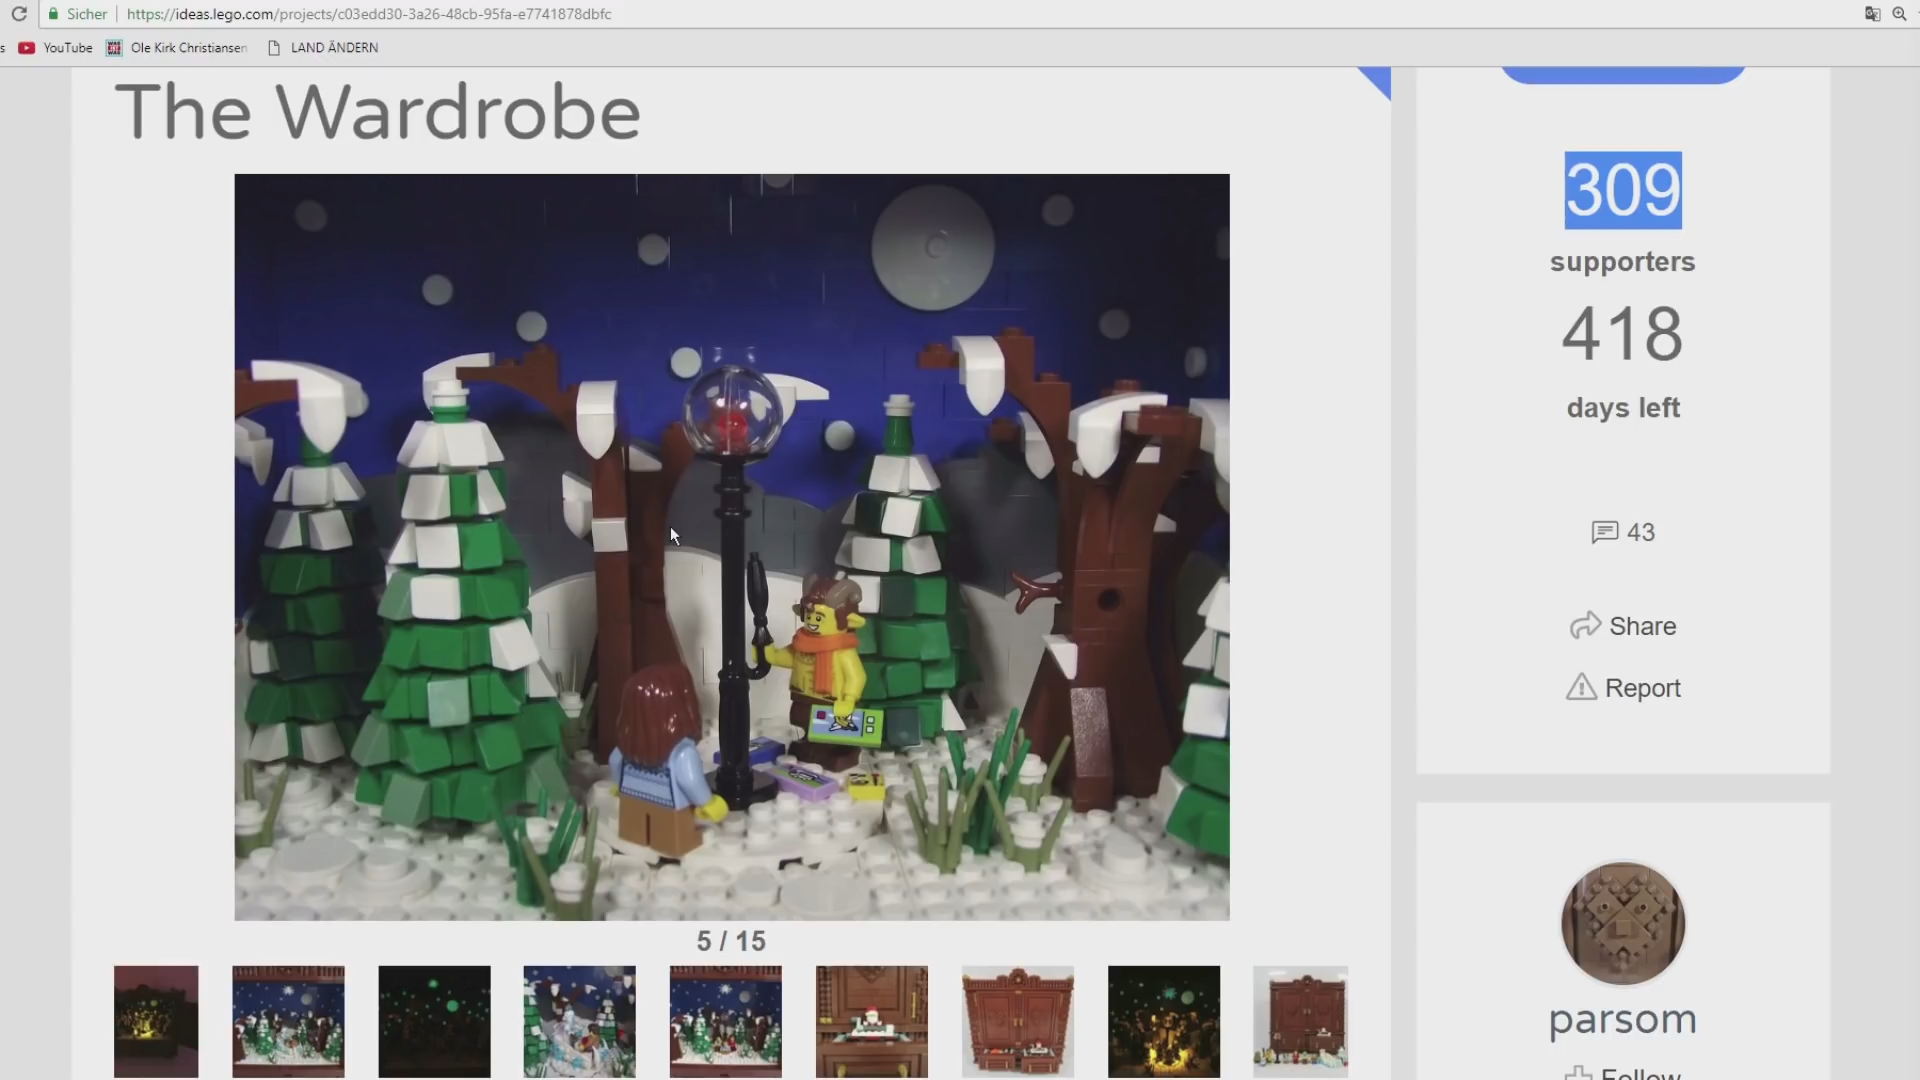 Sicher
https://ideas.lego.com/projects/c03edd30-3a26-48cb-95fa-e7741878dbfc
s YouTube Ole Kirk Christiansen LAND ÄNDERN
The Wardrobe
309
supporters
418
days left
43
Share
Report
5 / 15
parsom
Follow